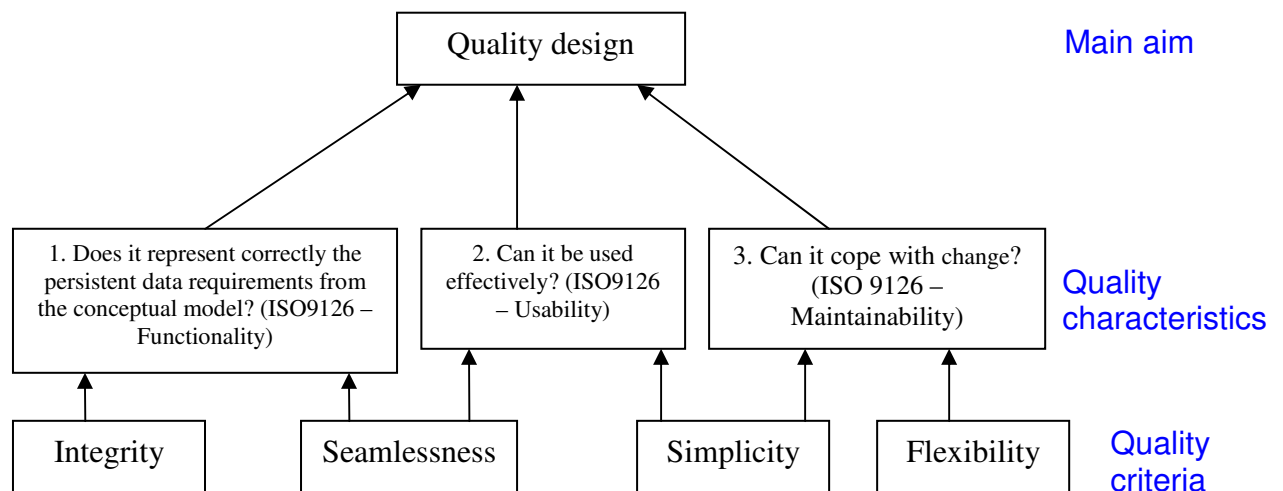 Quality design
Main aim
1. Does it represent correctly the
persistent data requirements from
the conceptual model? (ISO9126 –
Functionality)
2. Can it be used
effectively? (ISO9126
– Usability)
3. Can it cope with change?
(ISO 9126 –
Maintainability)
Quality
characteristics
Integrity
Seamlessness
Simplicity
Flexibility
Quality
criteria